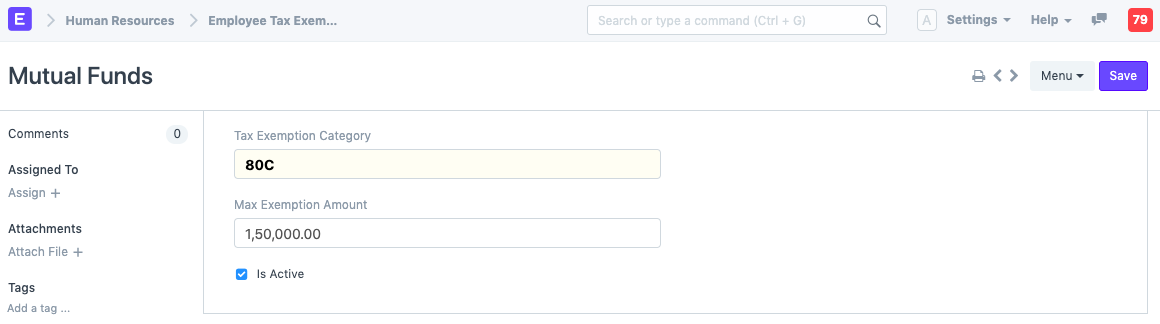 E Human Resources Employee Tax Exem... Search or type a command (Ctrl + G) A Settings Help 79
Mutual Funds Menu Save
Comments 0
Assigned To
Assign +
Attachments
Attach File +
Tags
Add a tag ...
Tax Exemption Category
80C
Max Exemption Amount
1,50,000.00
Is Active